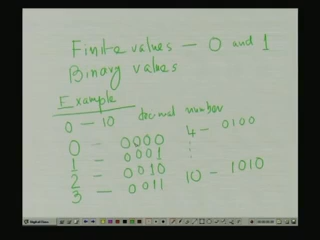 Finite values — 0 and 1
Binary values
Example
0 — 10 decimal number
0 — 0000 4 — 0100
1 — 0001 :
2 — 0010 10 — 1010
3 — 0011